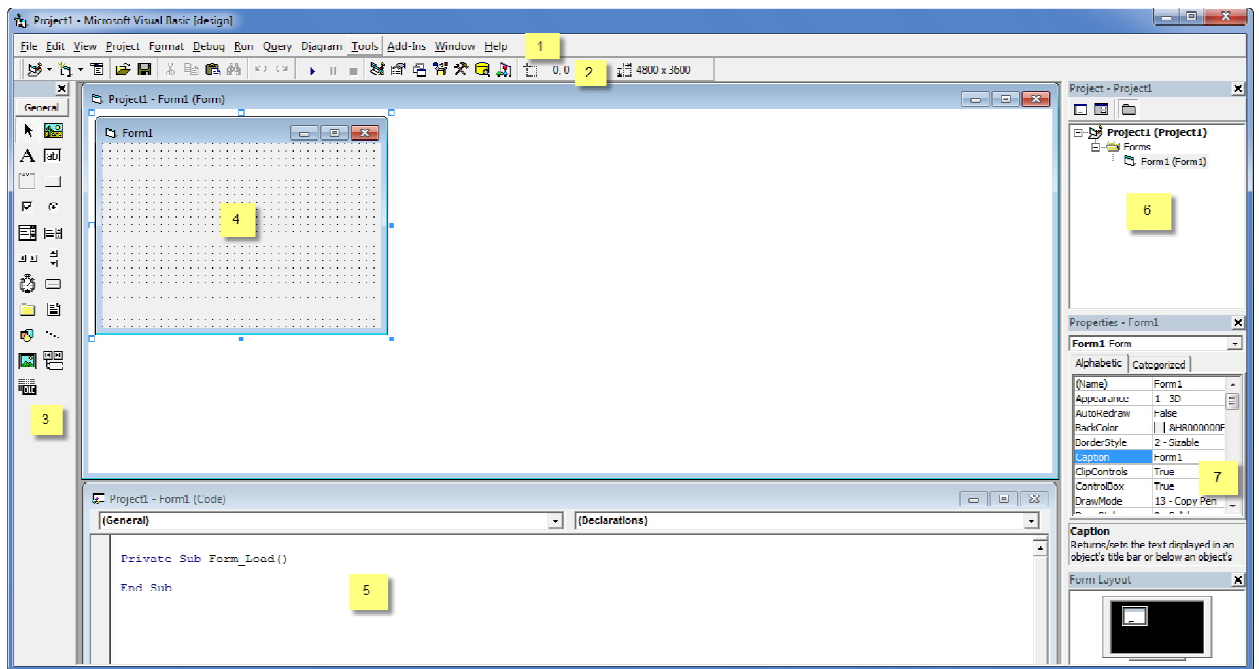 Project1 - Microsoft Visual Basic [design]
File Edit View Project Format Debug Run Query Diagram Tools Add-Ins Window Help
1
0, 0
2
4800 x 3600
General
A
ab|
3
Project1 - Form1 (Form)
Form1
4
Project1 - Form1 (Code)
(General)
(Declarations)
Private Sub Form_Load()
End Sub
5
Project - Project1
Project1 (Project1)
Forms
Form1 (Form1)
6
Properties - Form1
Form1 Form
Alphabetic Categorized
(Name) Form1
Appearance 1 - 3D
AutoRedraw False
BackColor &H8000000F
BorderStyle 2 - Sizable
Caption Form1
ClipControls True
ControlBox True
DrawMode 13 - Copy Pen
7
Caption
Returns/sets the text displayed in an
object's title bar or below an object's
Form Layout